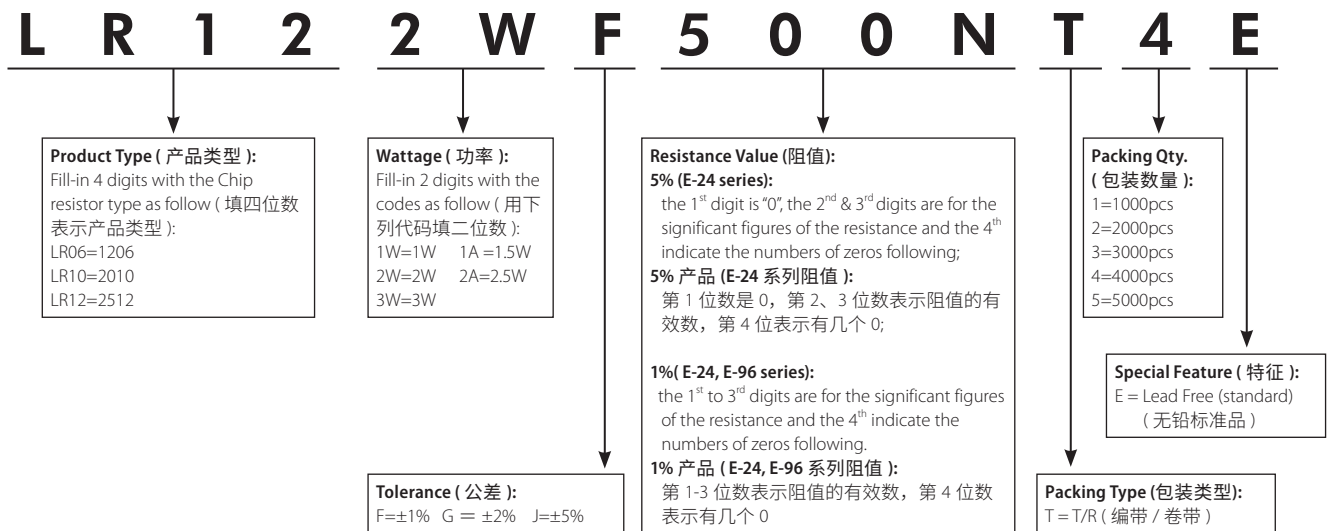 L R 1 2 2 W F 5 0 0 N T 4 E
Product Type ( 产品类型 ):
Fill-in 4 digits with the Chip
resistor type as follow ( 填四位数
表示产品类型 ):
LR06=1206
LR10=2010
LR12=2512
Wattage ( 功率 ):
Fill-in 2 digits with the
codes as follow ( 用下
列代码填二位数 ):
1W=1W 1A =1.5W
2W=2W 2A=2.5W
3W=3W
Resistance Value (阻值):
5% (E-24 series):
the 1st digit is "0", the 2nd & 3rd digits are for the
significant figures of the resistance and the 4th
indicate the numbers of zeros following;
5% 产品 (E-24 系列阻值 ):
第 1 位数是 0，第 2、3 位数表示阻值的有
效数，第 4 位表示有几个 0;
1%( E-24, E-96 series):
the 1st to 3rd digits are for the significant figures
of the resistance and the 4th indicate the
numbers of zeros following.
1% 产品 ( E-24, E-96 系列阻值 ):
第 1-3 位数表示阻值的有效数，第 4 位数
表示有几个 0
Packing Qty.
( 包装数量 ):
1=1000pcs
2=2000pcs
3=3000pcs
4=4000pcs
5=5000pcs
Special Feature ( 特征 ):
E = Lead Free (standard)
( 无铅标准品 )
Tolerance ( 公差 ):
F=±1% G = ±2% J=±5%
Packing Type (包装类型):
T = T/R ( 编带 / 卷带 )